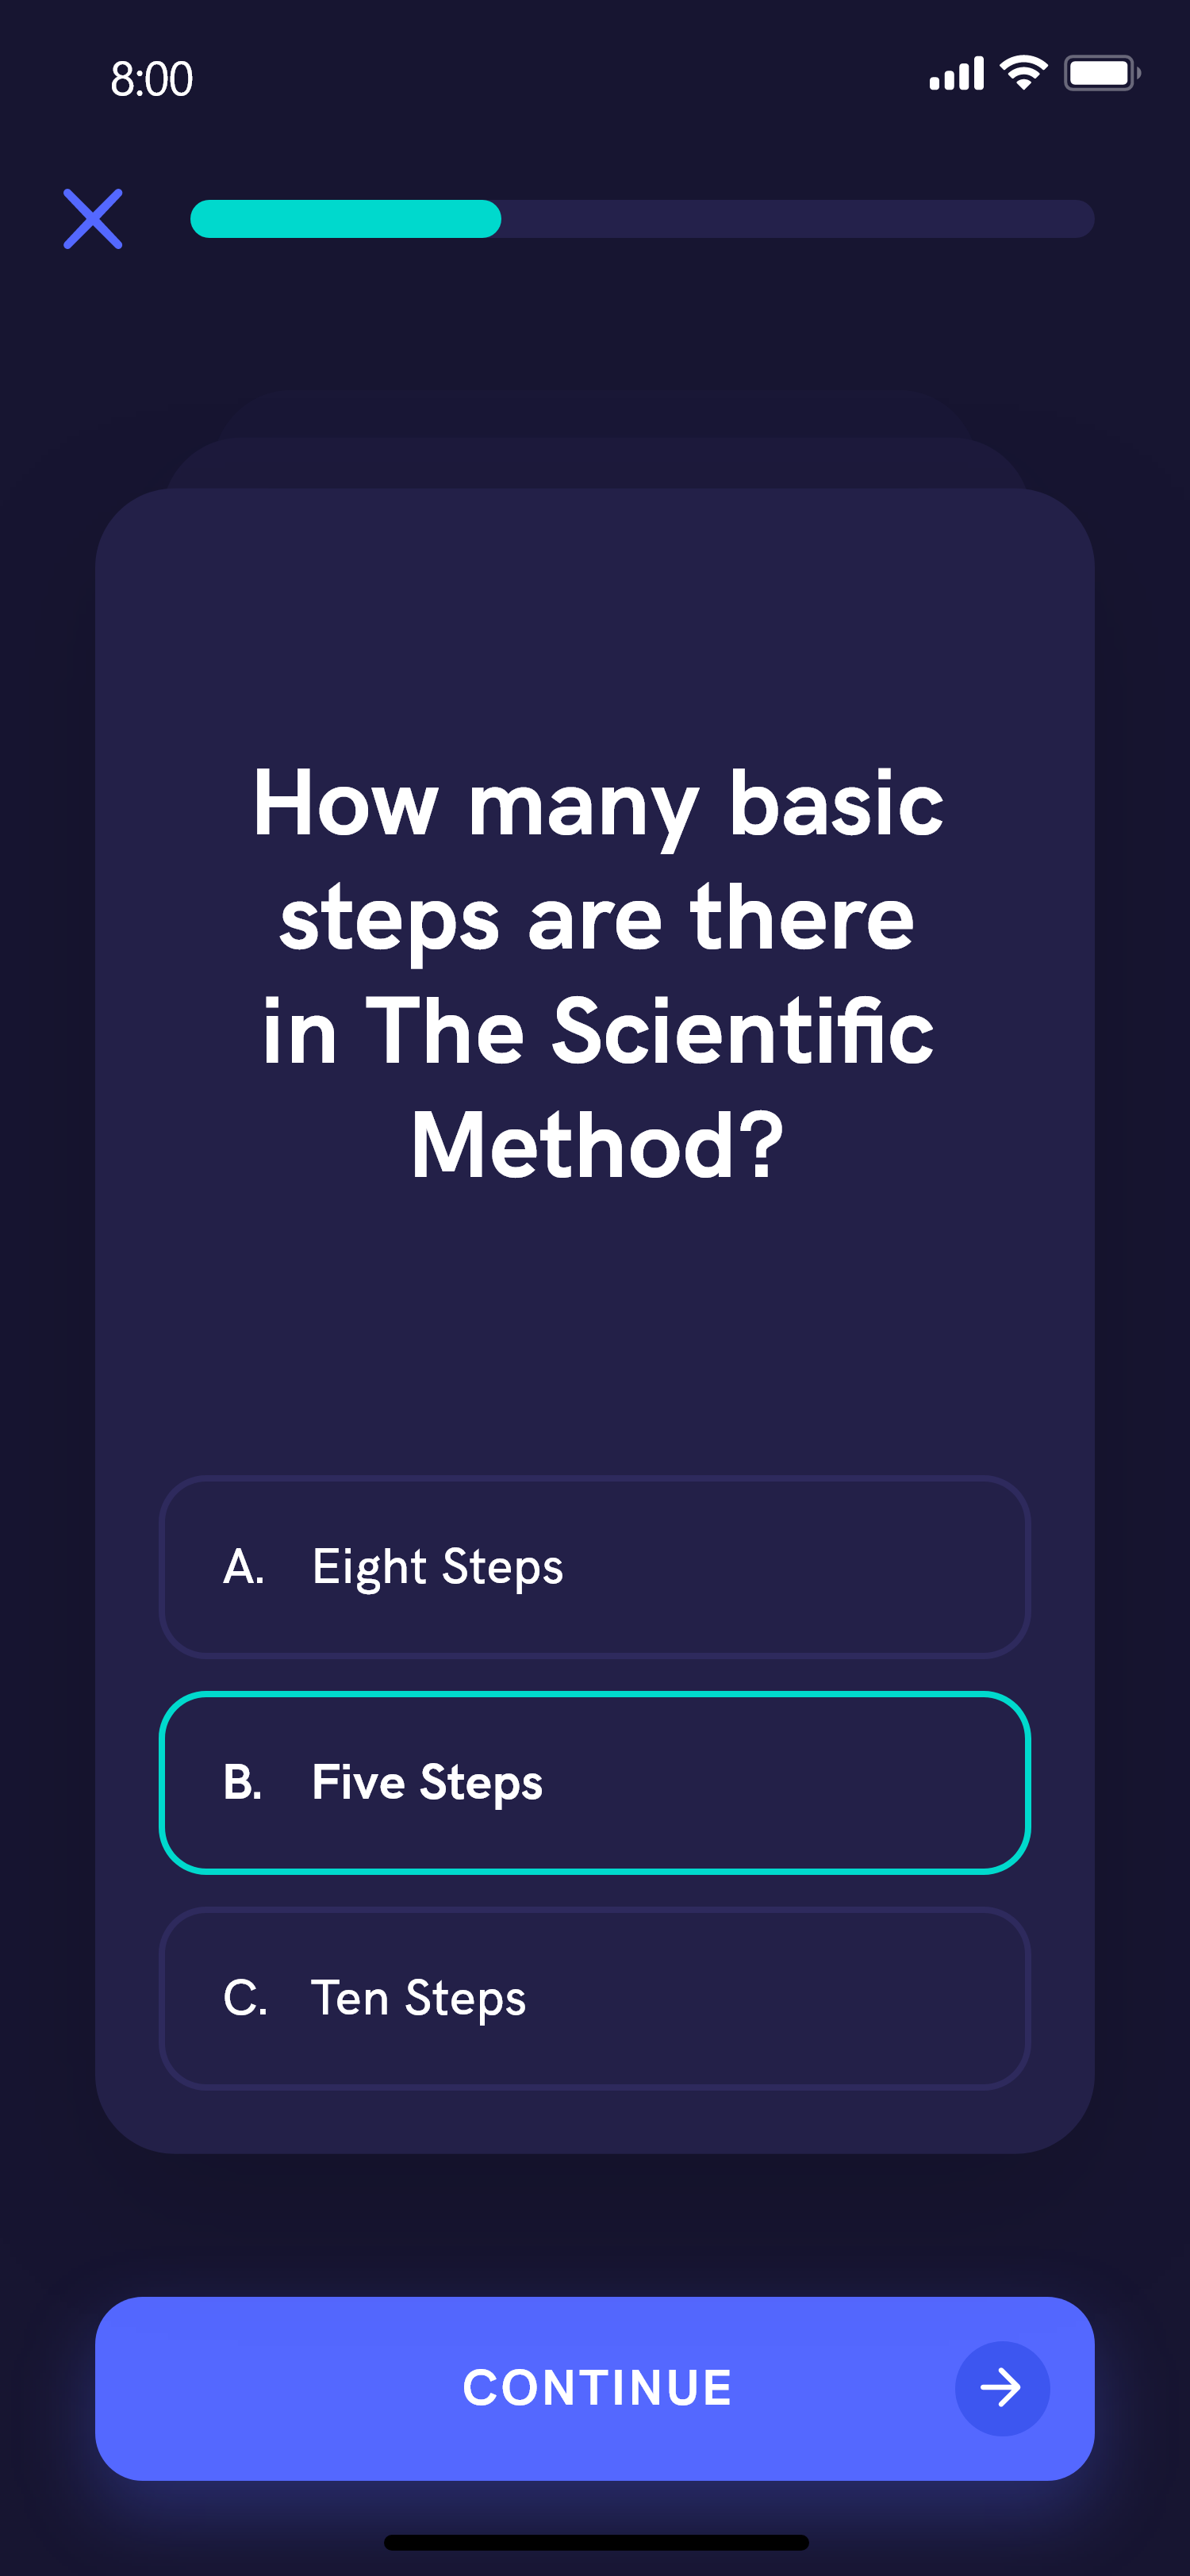 8:00
How many basic
steps are there
in The Scientific
Method?
A. Eight Steps
B. Five Steps
C. Ten Steps
CONTINUE